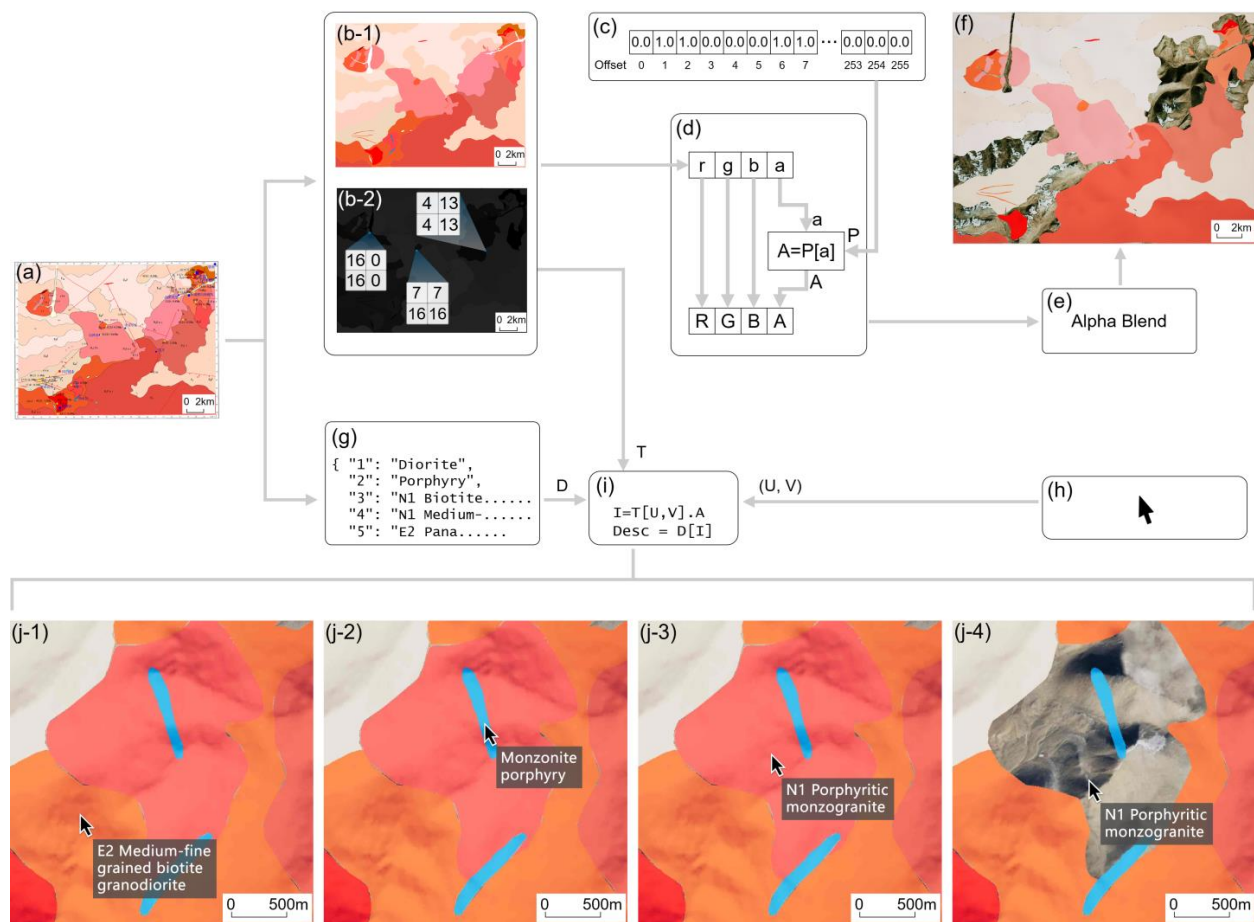 (a)
0 2km
(b-1)
0 2km
(b-2)
4 13
4 13
16 0
16 0
7 7
16 16
0 2km
(c)
0.0 1.0 1.0 0.0 0.0 0.0 1.0 1.0 ... 0.0 0.0 0.0
Offset 0 1 2 3 4 5 6 7 253 254 255
(d)
r g b a
a
P
A=P[a]
A
R G B A
(e)
Alpha Blend
(f)
0 2km
(g)
{ "1": "Diorite",
"2": "Porphyry",
"3": "N1 Biotite......
"4": "N1 Medium-......
"5": "E2 Pana......
D
T
(i)
I=T[U,V].A
Desc = D[I]
(U, V)
(h)
(j-1)
E2 Medium-fine
grained biotite
granodiorite
0 500m
(j-2)
Monzonite
porphyry
0 500m
(j-3)
N1 Porphyritic
monzogranite
0 500m
(j-4)
N1 Porphyritic
monzogranite
0 500m